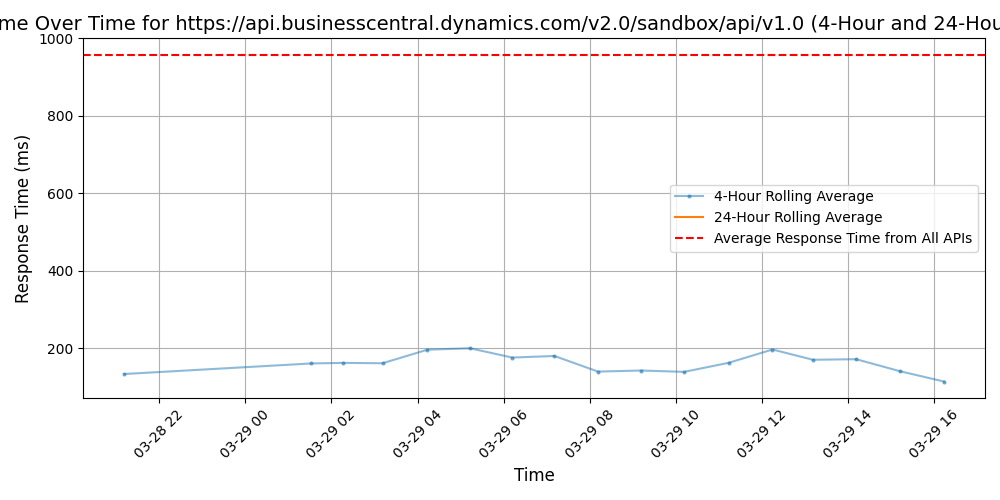 me Over Time for https://api.businesscentral.dynamics.com/v2.0/sandbox/api/v1.0 (4-Hour and 24-Hou
Response Time (ms)
1000
800
600
400
200
4-Hour Rolling Average
24-Hour Rolling Average
Average Response Time from All APIs
03-28 22
03-29 00
03-29 02
03-29 04
03-29 06
03-29 08
03-29 10
03-29 12
03-29 14
03-29 16
Time